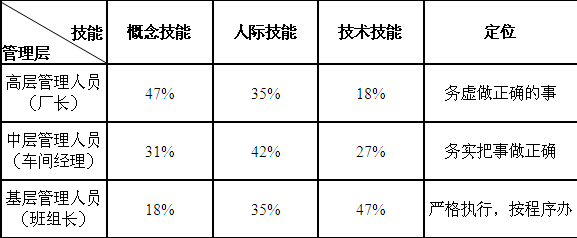 技能
管理层
概念技能
人际技能
技术技能
定位
高层管理人员
（厂长）
47%
35%
18%
务虚做正确的事
中层管理人员
（车间经理）
31%
42%
27%
务实把事做正确
基层管理人员
（班组长）
18%
35%
47%
严格执行，按程序办